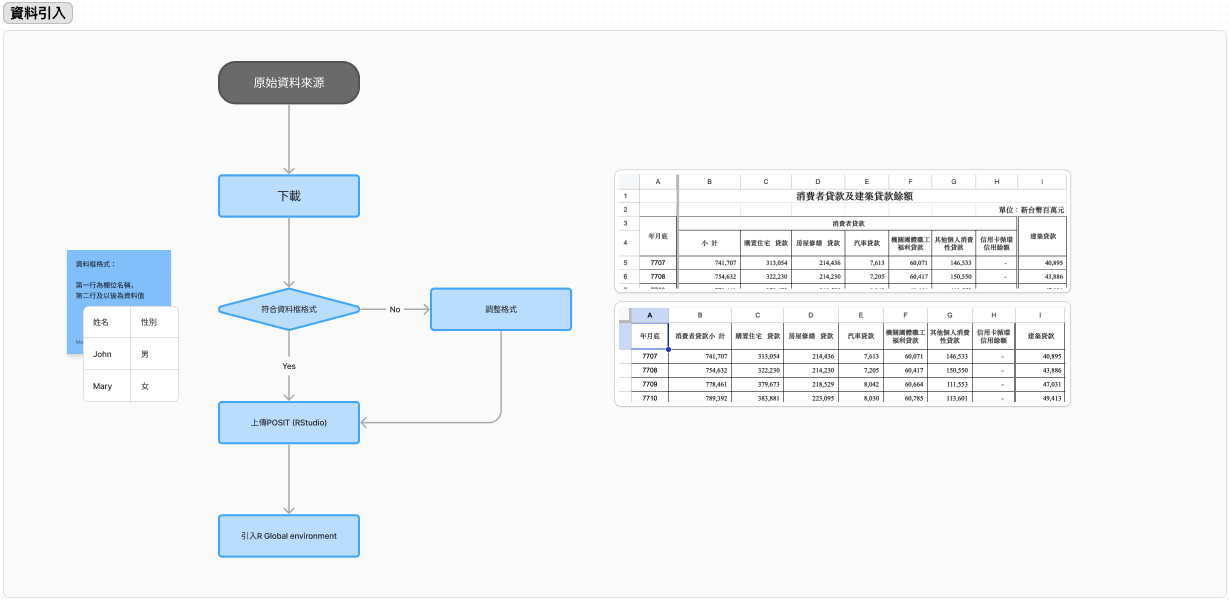 資料引入
原始資料來源
下載
資料框格式：
第一行為欄位名稱，
第二行及以後為資料值
姓名 性別
John 男
Mary 女
符合資料框格式
No
調整格式
Yes
上傳POSIT (RStudio)
引入R Global environment
A B C D E F G H I
1 消費者貸款及建築貸款餘額
2 單位：新台幣百萬元
3 消費者貸款
年月底 建築貸款
4 小 計 購置住宅 貸款 房屋修繕 貸款 汽車貸款 機關團體職工 其他個人消費 信用卡循環
福利貸款 性貸款 信用餘額
5 7707 741,707 313,054 214,436 7,613 60,071 146,533 - 40,895
6 7708 754,632 322,230 214,230 7,205 60,417 150,550 - 43,886
A B C D E F G H I
年月底 消費者貸款小 計 購置住宅 貸款 房屋修繕 貸款 汽車貸款 機關團體職工 其他個人消費 信用卡循環 建築貸款
福利貸款 性貸款 信用餘額
7707 741,707 313,054 214,436 7,613 60,071 146,533 - 40,895
7708 754,632 322,230 214,230 7,205 60,417 150,550 - 43,886
7709 778,461 379,673 218,529 8,042 60,664 111,553 - 47,031
7710 789,392 383,881 223,095 8,030 60,785 113,601 - 49,413